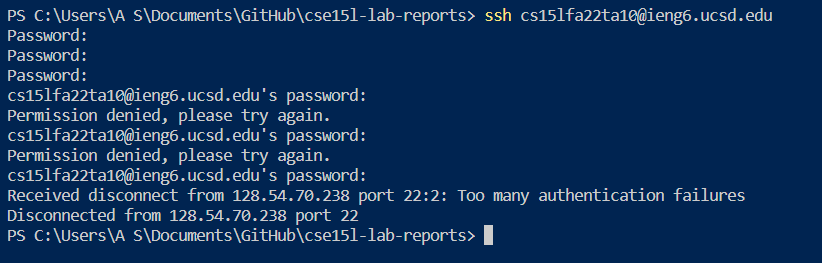 PS C:\Users\A S\Documents\GitHub\cse15l-lab-reports> ssh cs15lfa22ta10@ieng6.ucsd.edu
Password:
Password:
Password:
cs15lfa22ta10@ieng6.ucsd.edu's password:
Permission denied, please try again.
cs15lfa22ta10@ieng6.ucsd.edu's password:
Permission denied, please try again.
cs15lfa22ta10@ieng6.ucsd.edu's password:
Received disconnect from 128.54.70.238 port 22:2: Too many authentication failures
Disconnected from 128.54.70.238 port 22
PS C:\Users\A S\Documents\GitHub\cse15l-lab-reports>